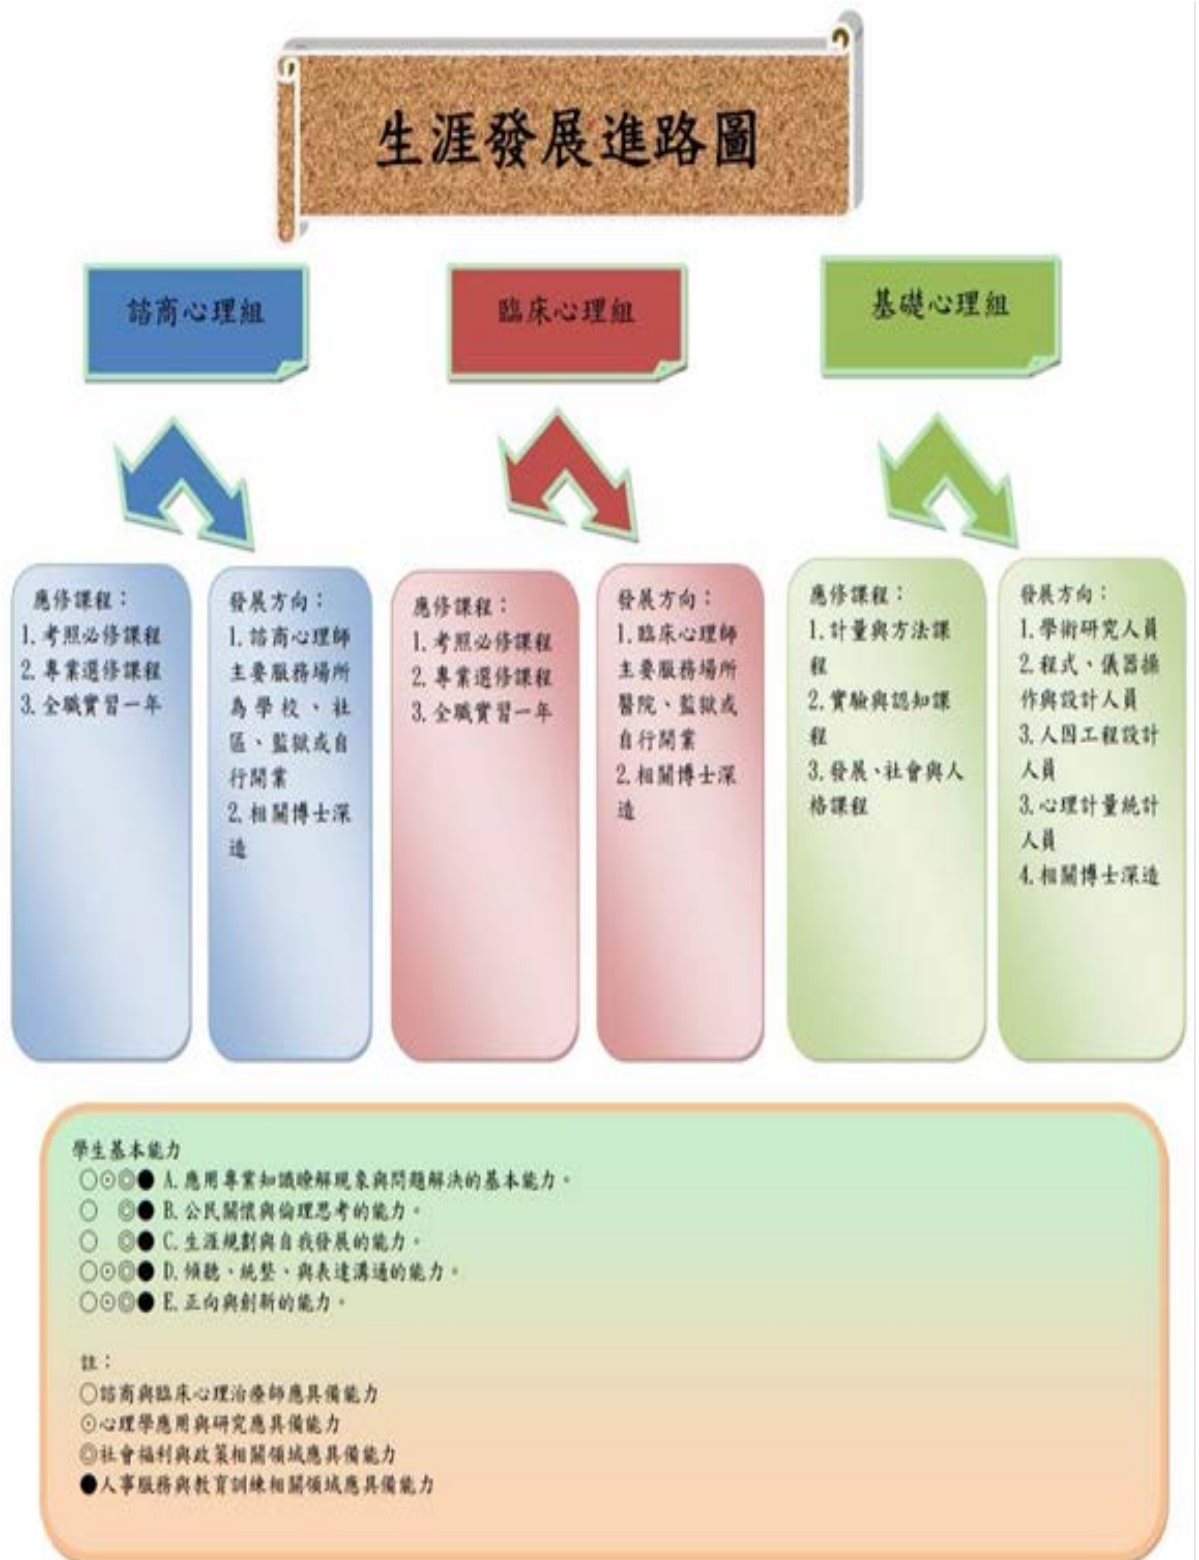 生涯發展進路圖
諮商心理組
臨床心理組
基礎心理組
應修課程：
1.考照必修課程
2.專業選修課程
3.全職實習一年
發展方向：
1.諮商心理師
主要服務場所
為學校、社
區、監獄或自
行開業
2.相關博士深
造
應修課程：
1.考照必修課程
2.專業選修課程
3.全職實習一年
發展方向：
1.臨床心理師
主要服務場所
醫院、監獄或
自行開業
2.相關博士深
造
應修課程：
1.計量與方法課
程
2.實驗與認知課
程
3.發展、社會與人
格課程
發展方向：
1.學術研究人員
2.程式、儀器操
作與設計人員
3.人因工程設計
人員
3.心理計量統計
人員
4.相關博士深造
學生基本能力
○⊙◎● A.應用專業知識瞭解現象與問題解決的基本能力。
○ ◎● B.公民關懷與倫理思考的能力。
○ ◎● C.生涯規劃與自我發展的能力。
○⊙◎● D.傾聽、統整、與表達溝通的能力。
○⊙◎● E.正向與創新的能力。
註：
○諮商與臨床心理治療師應具備能力
⊙心理學應用與研究應具備能力
◎社會福利與政策相關領域應具備能力
●人事服務與教育訓練相關領域應具備能力